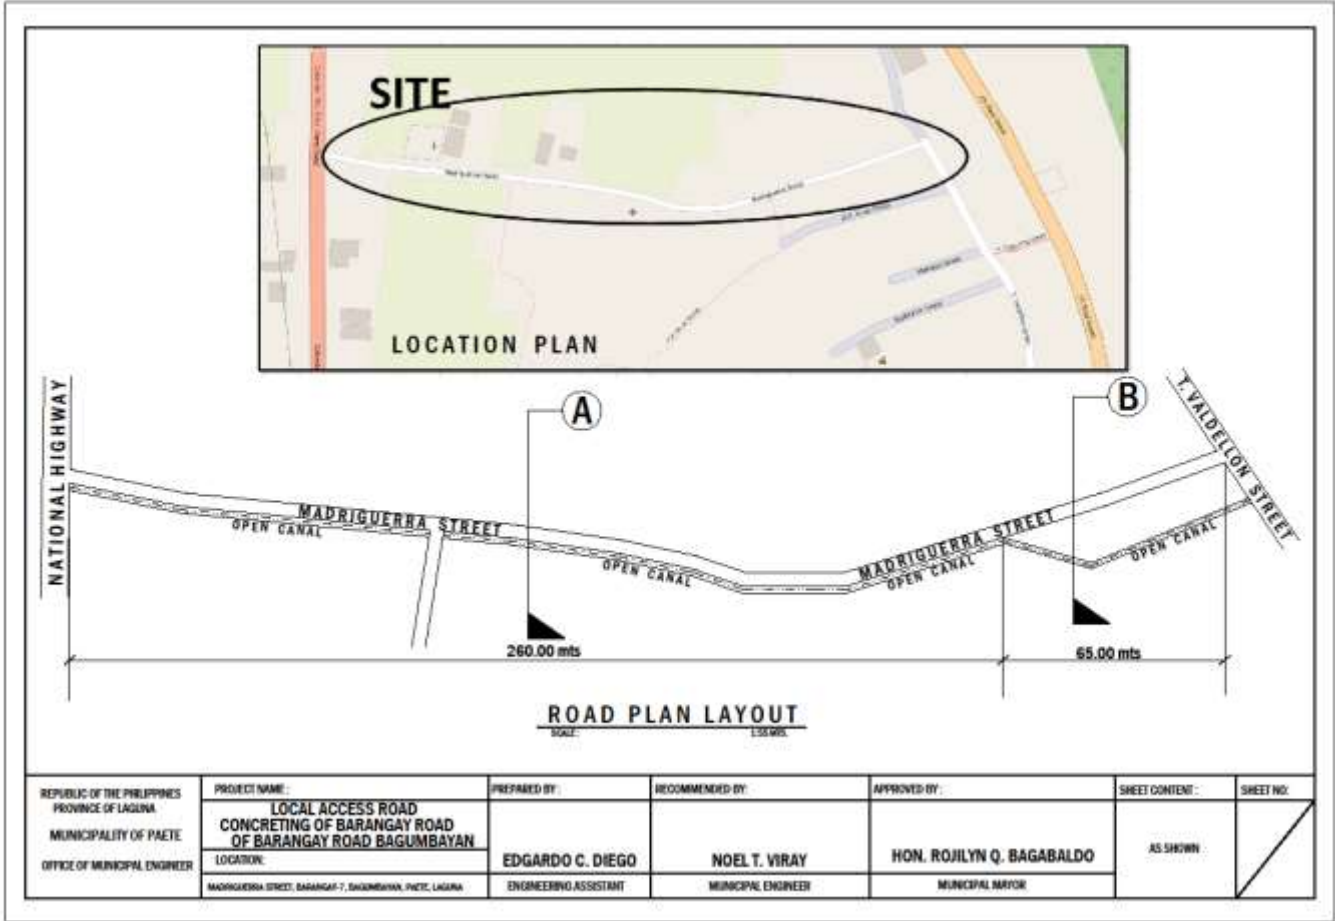 SITE
LOCATION PLAN
NATIONAL HIGHWAY
A
B
T. VALDELLON STREET
MADRIGUERRA STREET
OPEN CANAL
OPEN CANAL
MADRIGUERRA STREET
OPEN CANAL
OPEN CANAL
260.00 mts
65.00 mts
ROAD PLAN LAYOUT
SCALE:
REPUBLIC OF THE PHILIPPINES
PROVINCE OF LAGUNA
MUNICIPALITY OF PAETE
OFFICE OF MUNICIPAL ENGINEER
PROJECT NAME:
LOCAL ACCESS ROAD
CONCRETING OF BARANGAY ROAD
OF BARANGAY ROAD BAGUMBAYAN
LOCATION:
MADRIGUERRA STREET, BARANGAY-7, BAGUMBAYAN, PAETE, LAGUNA
PREPARED BY:
EDGARDO C. DIEGO
ENGINEERING ASSISTANT
RECOMMENDED BY:
NOEL T. VIRAY
MUNICIPAL ENGINEER
APPROVED BY:
HON. ROJILYN Q. BAGABALDO
MUNICIPAL MAYOR
SHEET CONTENT:
AS SHOWN
SHEET NO: